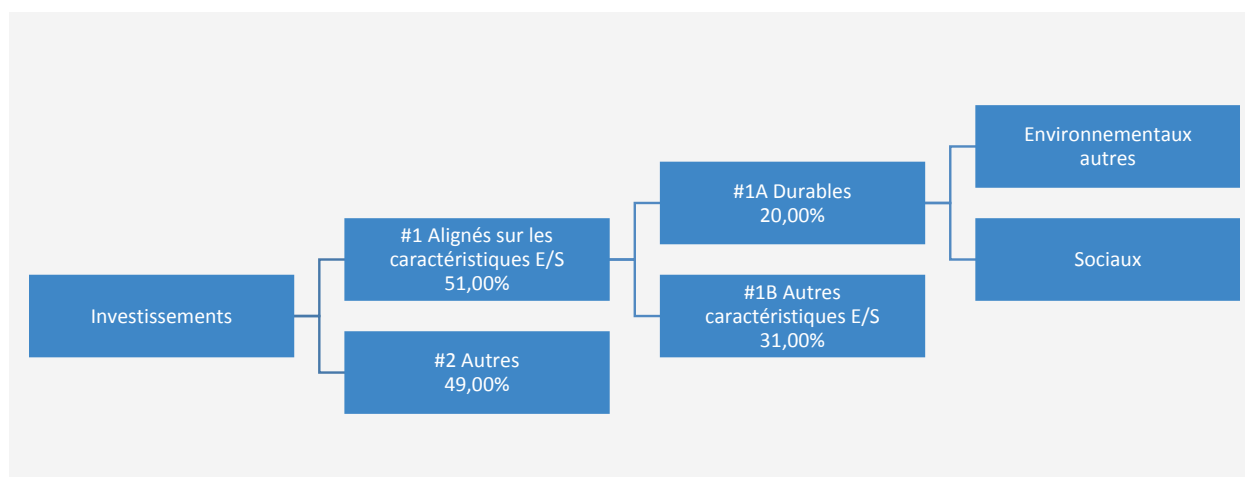 Investissements
#1 Alignés sur les
caractéristiques E/S
51,00%
#2 Autres
49,00%
#1A Durables
20,00%
#1B Autres
caractéristiques E/S
31,00%
Environnementaux
autres
Sociaux